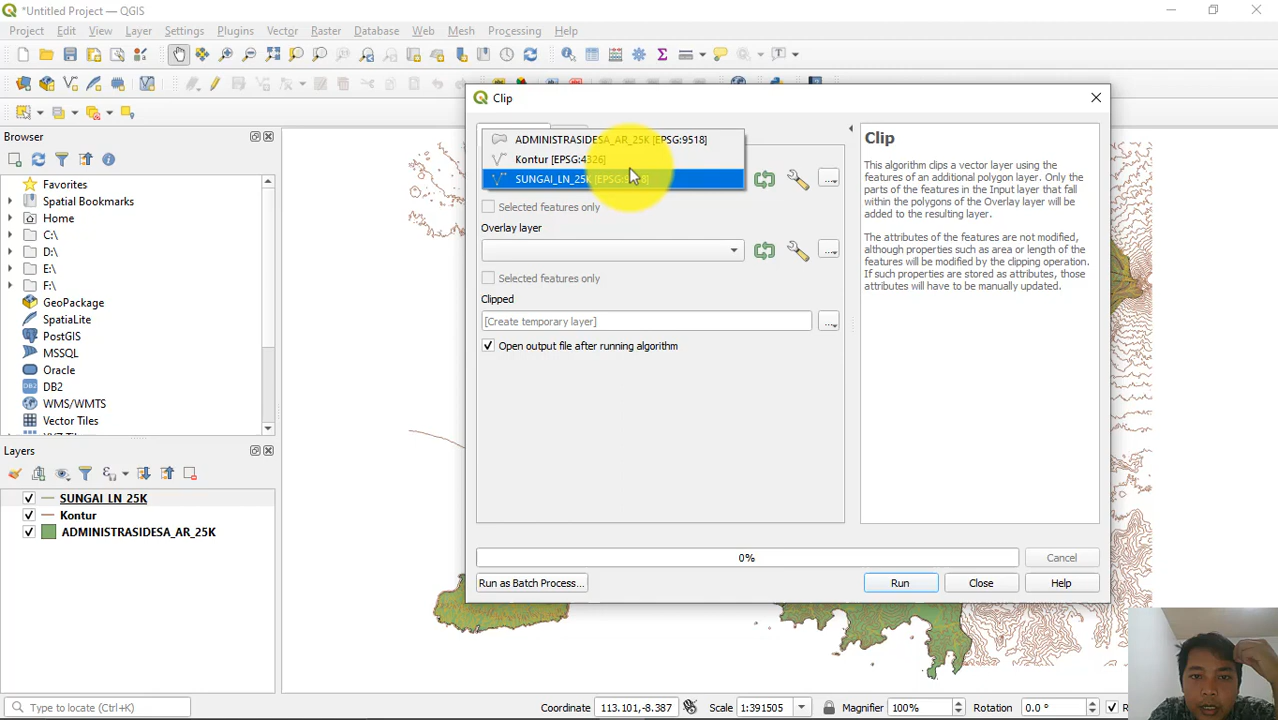 *Untitled Project — QGIS
Project Edit View Layer Settings Plugins Vector Raster Database Web Mesh Processing Help
Browser
Favorites
Spatial Bookmarks
Home
C:\
D:\
E:\
F:\
GeoPackage
SpatiaLite
PostGIS
MSSQL
Oracle
DB2
WMS/WMTS
Vector Tiles
Layers
SUNGAI_LN_25K
Kontur
ADMINISTRASIDESA_AR_25K
Clip
ADMINISTRASIDESA_AR_25K [EPSG:9518]
Kontur [EPSG:4326]
SUNGAI_LN_25K
Selected features only
Overlay layer
Selected features only
Clipped
[Create temporary layer]
Open output file after running algorithm
Clip
This algorithm clips a vector layer using the
features of an additional polygon layer. Only the
parts of the features in the Input layer that fall
within the polygons of the Overlay layer will be
added to the resulting layer.
The attributes of the features are not modified,
although properties such as area or length of the
features will be modified by the clipping operation.
If such properties are stored as attributes, those
attributes will have to be manually updated.
0%
Cancel
Run as Batch Process...
Run
Close
Help
Type to locate (Ctrl+K)
Coordinate 113.101,-8.387
Scale 1:391505
Magnifier 100%
Rotation 0.0 °